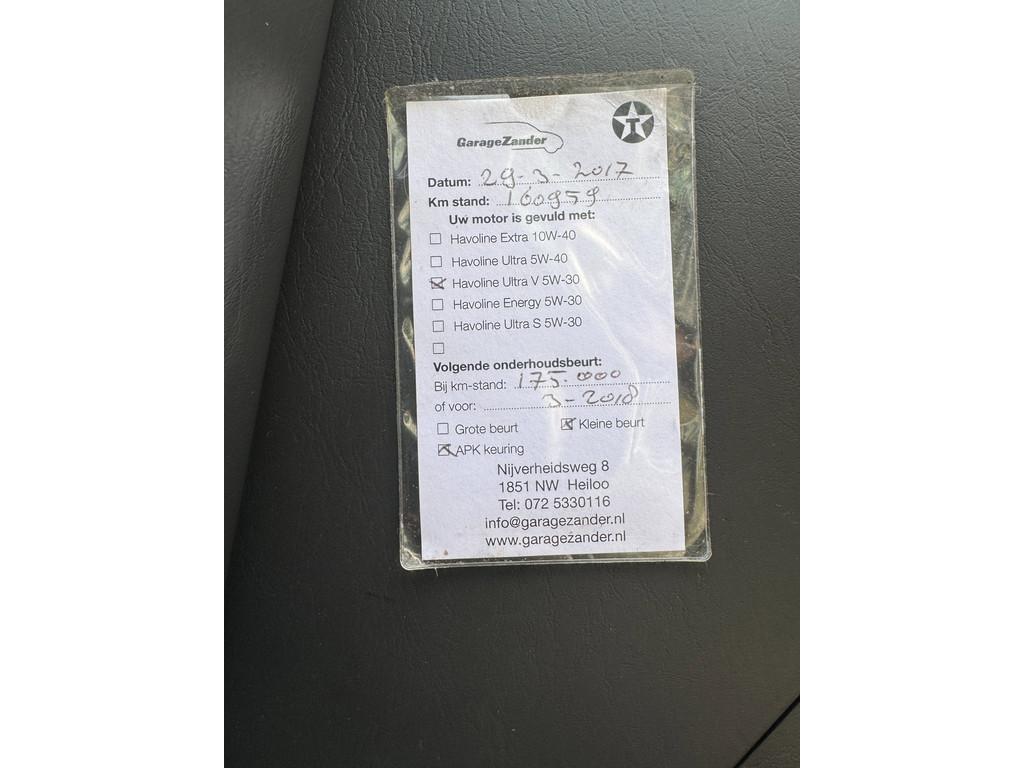 GarageZander
T
Datum: 29-3-2017
Km stand: 160959
Uw motor is gevuld met:
Havoline Extra 10W-40
Havoline Ultra 5W-40
Havoline Ultra V 5W-30
Havoline Energy 5W-30
Havoline Ultra S 5W-30
Volgende onderhoudsbeurt:
Bij km-stand: 175.000
of voor: 3-2018
Grote beurt Kleine beurt
APK keuring
Nijverheidsweg 8
1851 NW Heiloo
Tel: 072 5330116
info@garagezander.nl
www.garagezander.nl